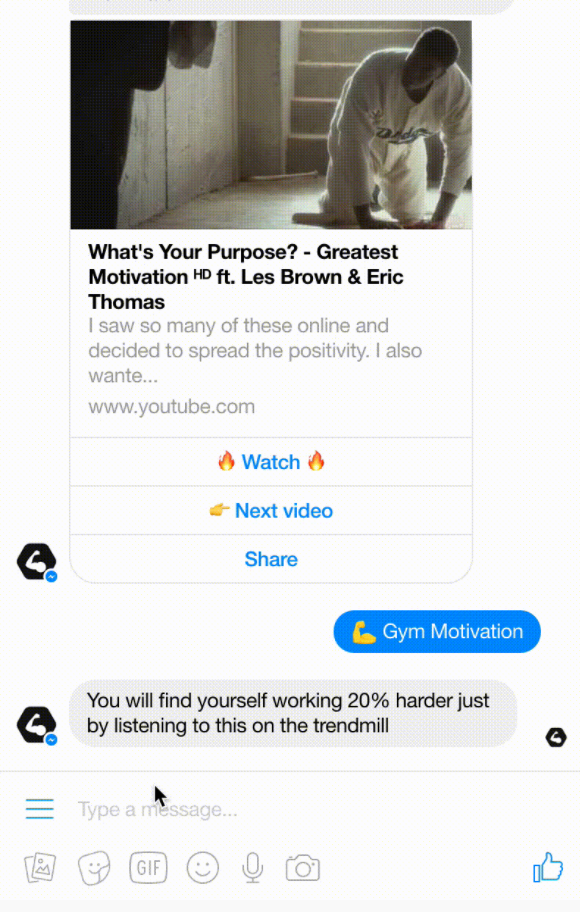 Dodgers
What's Your Purpose? - Greatest
Motivation ᴴᴰ ft. Les Brown & Eric
Thomas
I saw so many of these online and
decided to spread the positivity. I also
wante...
www.youtube.com
🔥 Watch 🔥
👉 Next video
Share
💪 Gym Motivation
You will find yourself working 20% harder just
by listening to this on the trendmill
Type a message...
GIF